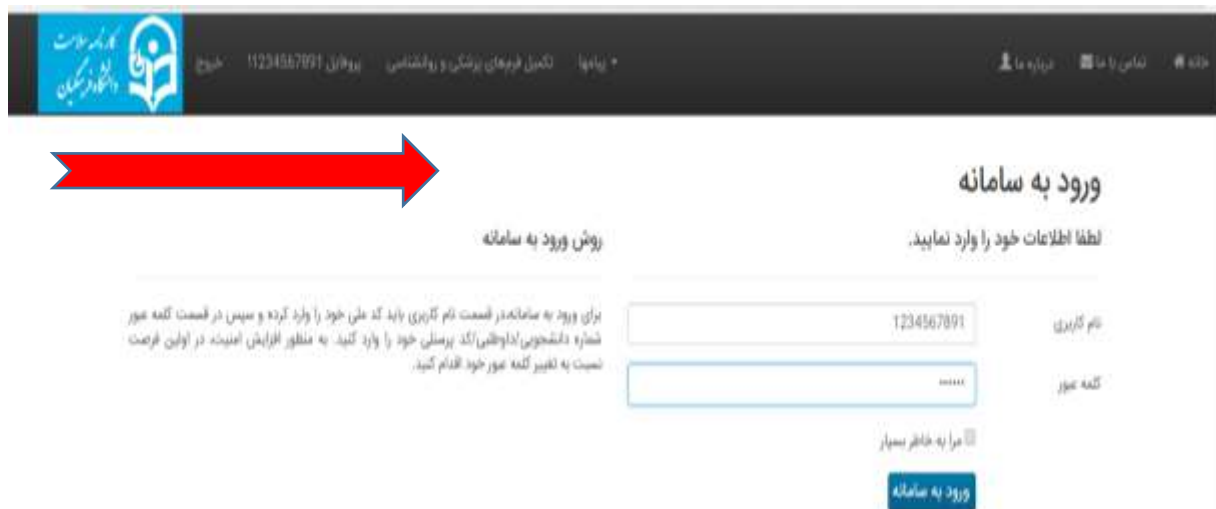 خانه
تماس با ما
درباره ما
پیامها
تکمیل فرم‌های پزشکی و روانشناسی
پروفایل 1234567891!
خروج
کارنامه سلامت
دانشگاه فرهنگیان
ورود به سامانه
لطفا اطلاعات خود را وارد نمایید.
نام کاربری
1234567891
کلمه عبور
••••••
مرا به خاطر بسپار
ورود به سامانه
روش ورود به سامانه
برای ورود به سامانه،در قسمت نام کاربری باید کد ملی خود را وارد کرده و سپس در قسمت کلمه عبور
شماره دانشجویی/داوطلبی/کد پرسنلی خود را وارد کنید. به منظور افزایش امنیت، در اولین فرصت
نسبت به تغییر کلمه عبور خود اقدام کنید.